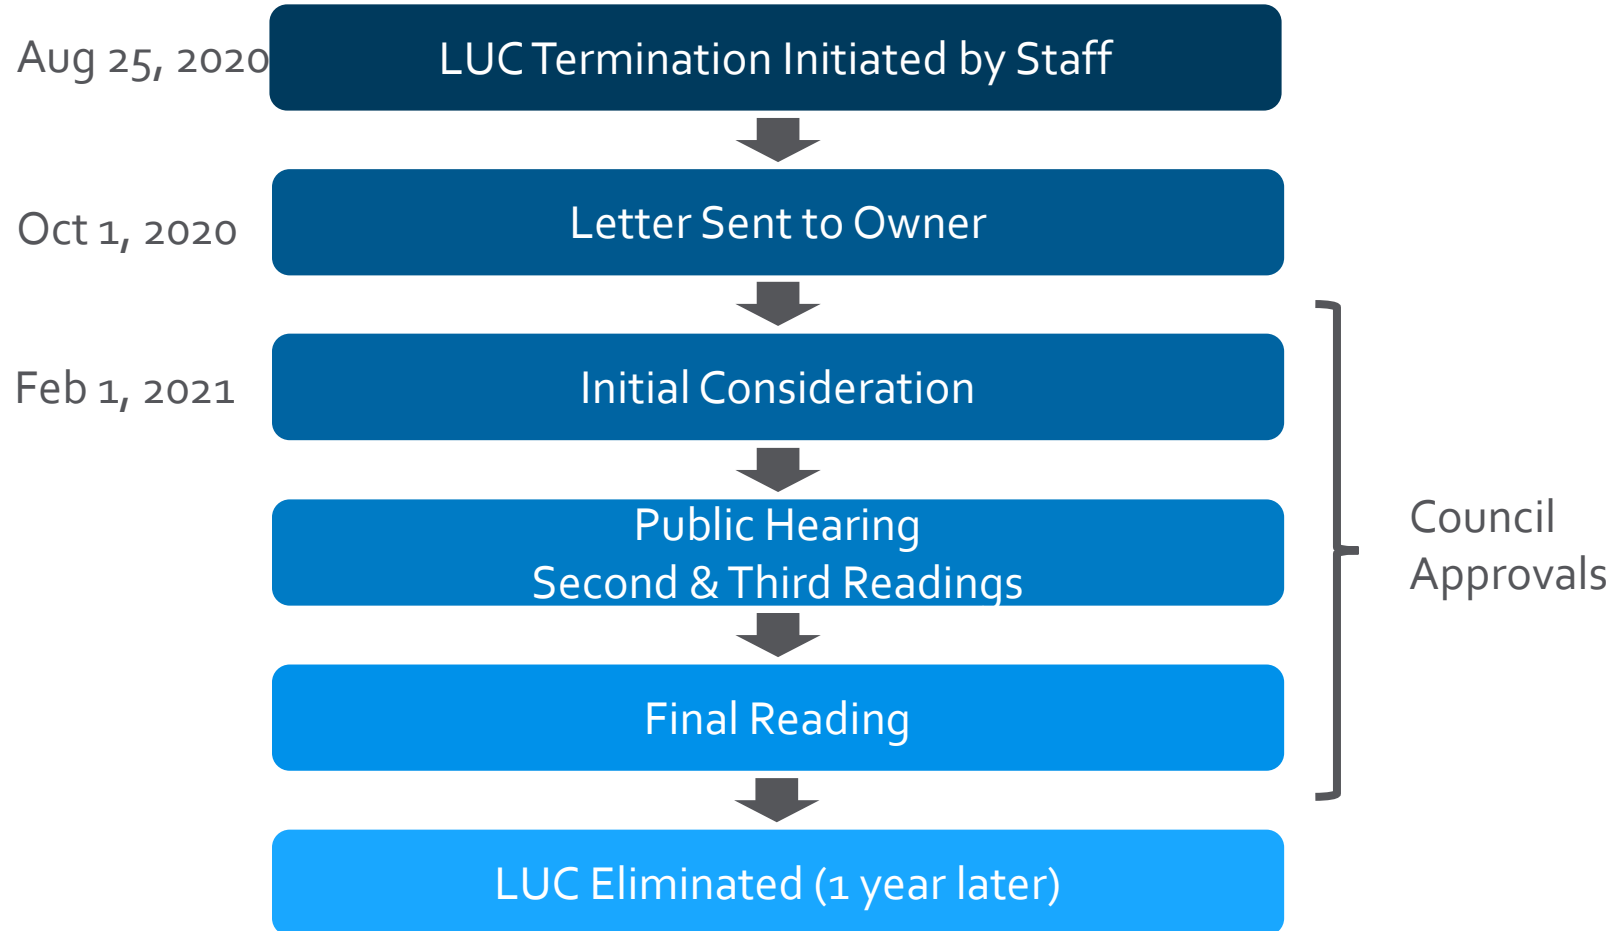 Aug 25, 2020
LUC Termination Initiated by Staff
Oct 1, 2020
Letter Sent to Owner
Feb 1, 2021
Initial Consideration
Public Hearing
Second & Third Readings
Council
Approvals
Final Reading
LUC Eliminated (1 year later)